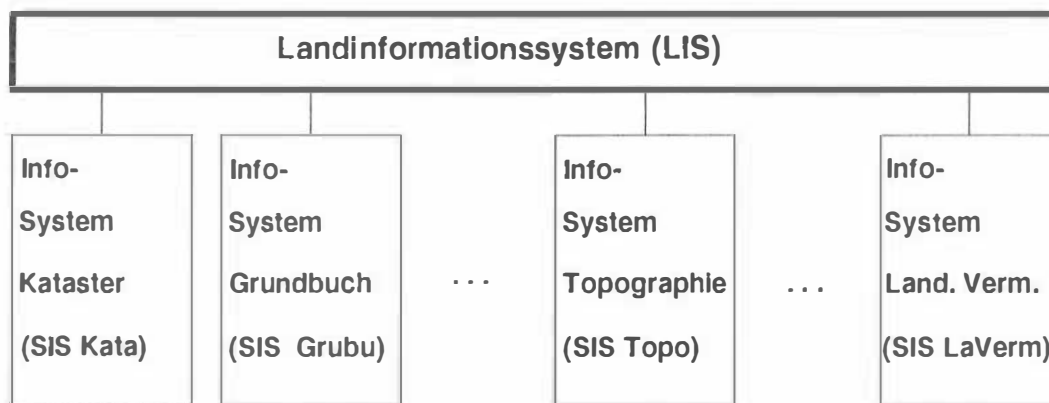 Landinformationssystem (LIS)
Info-
System
Kataster
(SIS Kata)
Info-
System
Grundbuch
(SIS Grubu)
...
Info-
System
Topographie
(SIS Topo)
...
Info-
System
Land. Verm.
(SIS LaVerm)